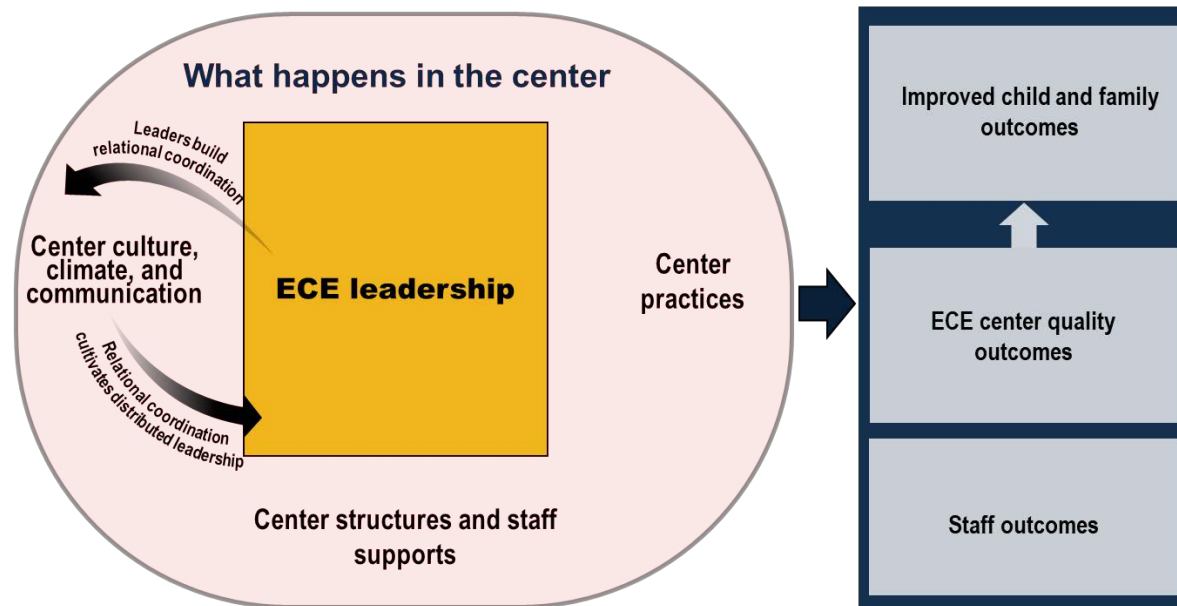 What happens in the center
Leaders build
relational coordination
Center culture,
climate, and
communication
Relational coordination
cultivates distributed leadership
ECE leadership
Center
practices
Center structures and staff
supports
Improved child and family
outcomes
ECE center quality
outcomes
Staff outcomes